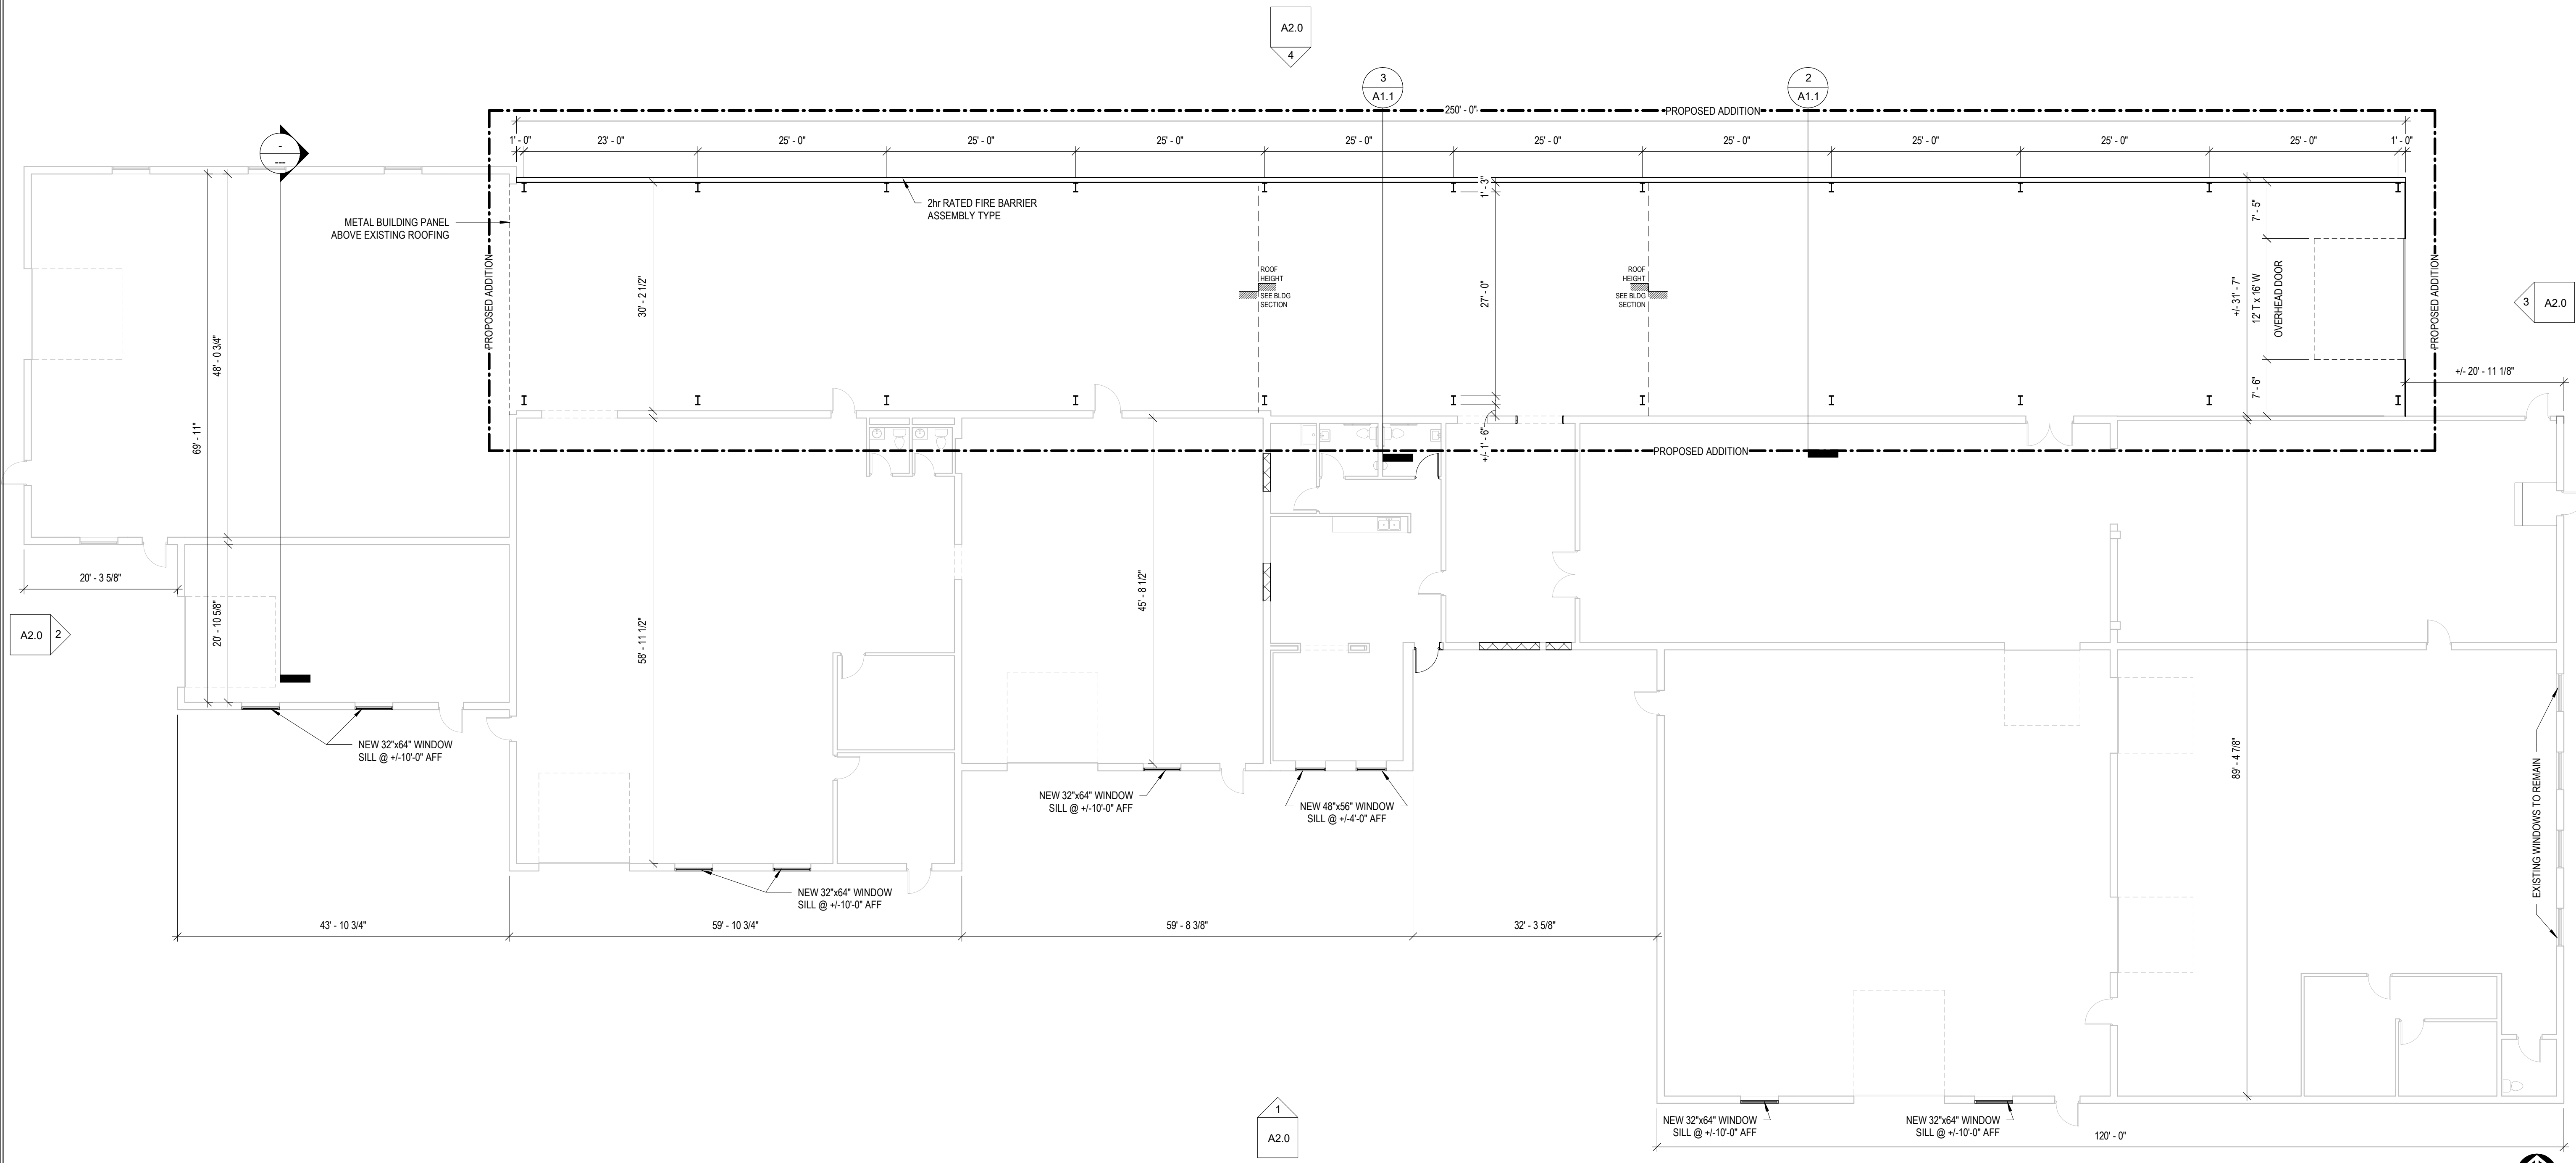 A2.0
4
3
A1.1
2
A1.1
250' - 0"
PROPOSED ADDITION
1' - 0"
23' - 0"
25' - 0"
25' - 0"
25' - 0"
25' - 0"
25' - 0"
25' - 0"
25' - 0"
25' - 0"
25' - 0"
1' - 0"
-
---
METAL BUILDING PANEL
ABOVE EXISTING ROOFING
2hr RATED FIRE BARRIER
ASSEMBLY TYPE
PROPOSED ADDITION
30' - 2 1/2"
ROOF
HEIGHT
SEE BLDG
SECTION
1' - 3"
27' - 0"
+/- 1' - 6"
ROOF
HEIGHT
SEE BLDG
SECTION
+/- 31' - 7"
7' - 5"
12' T x 16' W
OVERHEAD DOOR
7' - 6"
PROPOSED ADDITION
3
A2.0
+/- 20' - 11 1/8"
PROPOSED ADDITION
69' - 11"
48' - 0 3/4"
20' - 3 5/8"
20' - 10 5/8"
A2.0
2
58' - 11 1/2"
45' - 8 1/2"
89' - 4 7/8"
EXISTING WINDOWS TO REMAIN
NEW 32"x64" WINDOW
SILL @ +/-10'-0" AFF
NEW 32"x64" WINDOW
SILL @ +/-10'-0" AFF
NEW 48"x56" WINDOW
SILL @ +/-4'-0" AFF
NEW 32"x64" WINDOW
SILL @ +/-10'-0" AFF
43' - 10 3/4"
59' - 10 3/4"
59' - 8 3/8"
32' - 3 5/8"
1
A2.0
NEW 32"x64" WINDOW
SILL @ +/-10'-0" AFF
NEW 32"x64" WINDOW
SILL @ +/-10'-0" AFF
120' - 0"